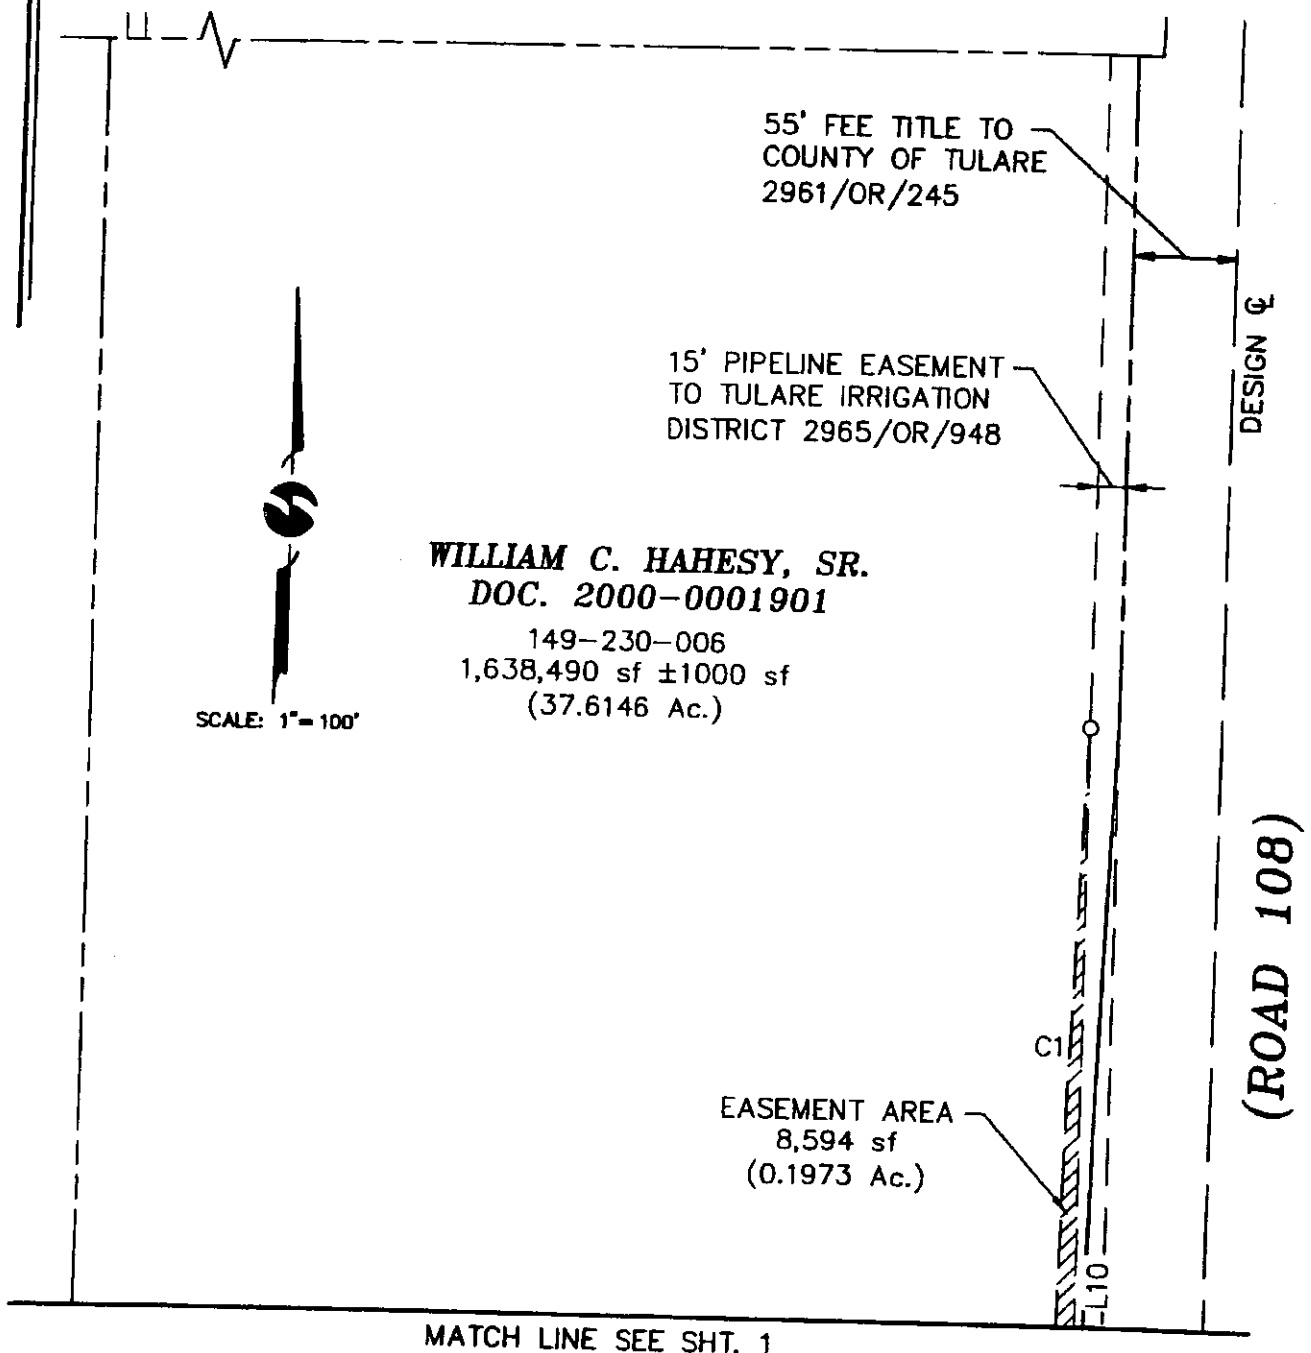 55' FEE TITLE TO
COUNTY OF TULARE
2961/OR/245
DESIGN ℄
15' PIPELINE EASEMENT
TO TULARE IRRIGATION
DISTRICT 2965/OR/948
WILLIAM C. HAHESY, SR.
DOC. 2000-0001901
149-230-006
1,638,490 sf ±1000 sf
(37.6146 Ac.)
SCALE: 1"=100'
(ROAD 108)
C1
EASEMENT AREA
8,594 sf
(0.1973 Ac.)
L10
MATCH LINE SEE SHT. 1